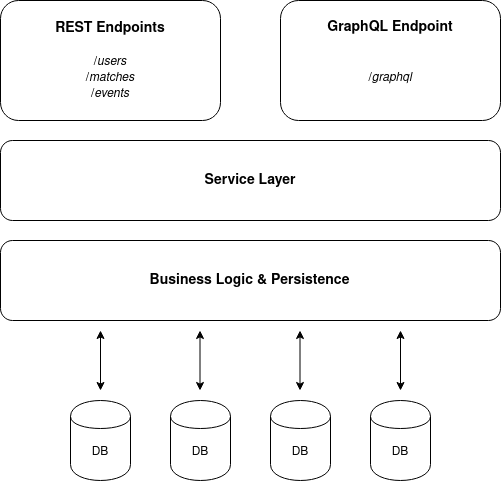 REST Endpoints
/users
/matches
/events
GraphQL Endpoint
/graphql
Service Layer
Business Logic & Persistence
DB
DB
DB
DB